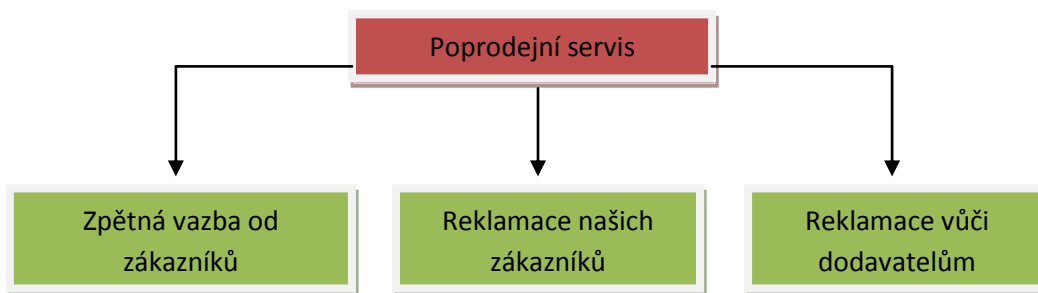 Poprodejní servis
Zpětná vazba od
zákazníků
Reklamace našich
zákazníků
Reklamace vůči
dodavatelům